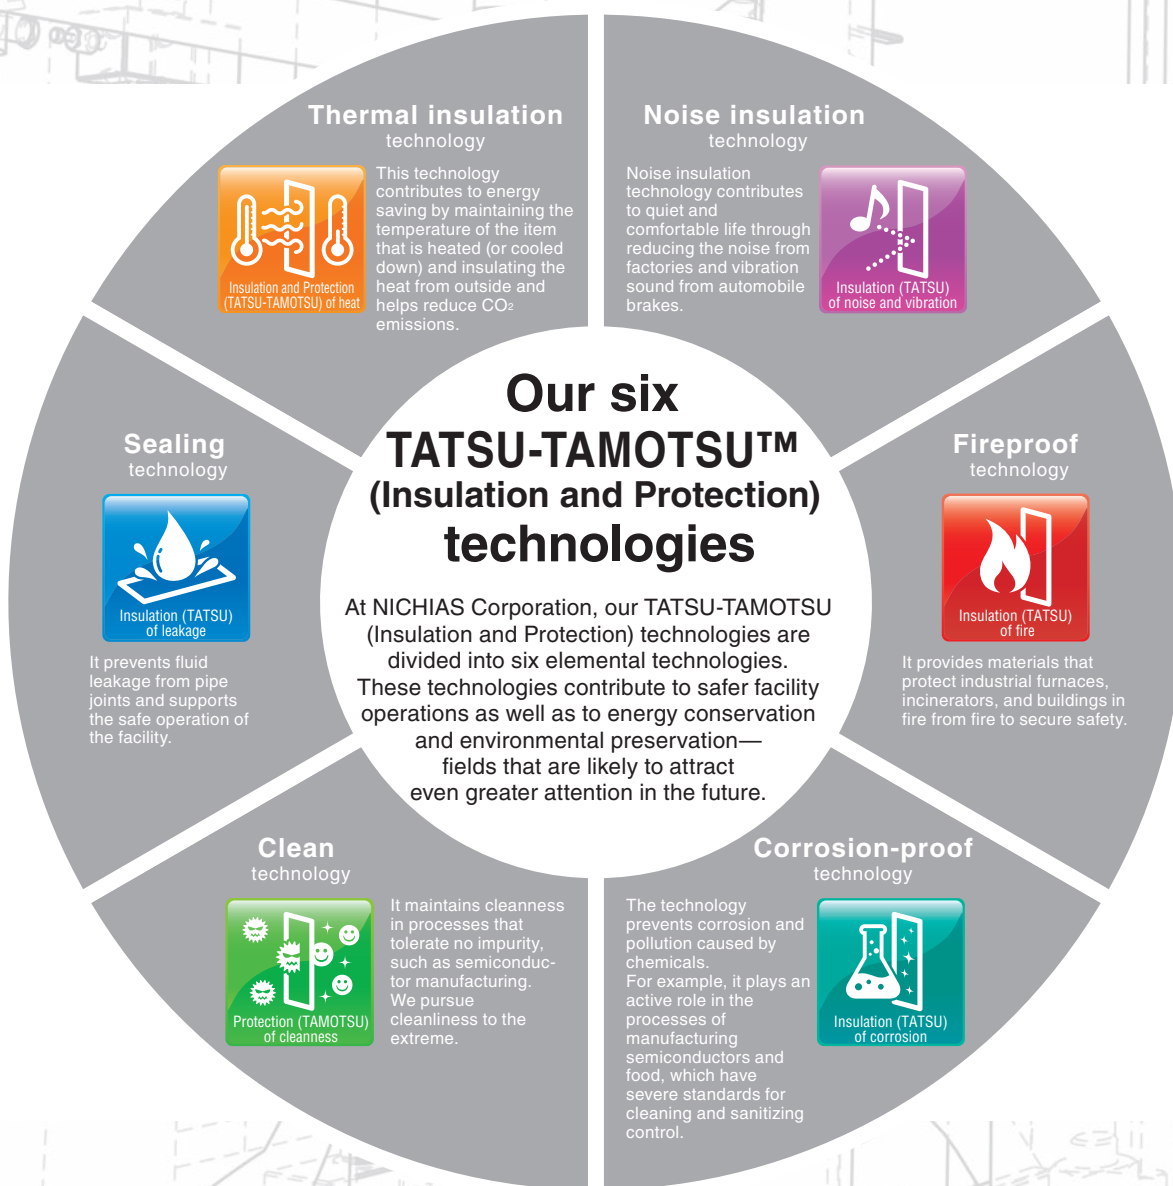 Thermal insulation
technology
Insulation and Protection
(TATSU-TAMOTSU) of heat
This technology
contributes to energy
saving by maintaining the
temperature of the item
that is heated (or cooled
down) and insulating the
heat from outside and
helps reduce CO2
emissions.
Noise insulation
technology
Noise insulation
technology contributes
to quiet and
comfortable life through
reducing the noise from
factories and vibration
sound from automobile
brakes.
Insulation (TATSU)
of noise and vibration
Our six
TATSU-TAMOTSU™
(Insulation and Protection)
technologies
At NICHIAS Corporation, our TATSU-TAMOTSU
(Insulation and Protection) technologies are
divided into six elemental technologies.
These technologies contribute to safer facility
operations as well as to energy conservation
and environmental preservation—
fields that are likely to attract
even greater attention in the future.
Sealing
technology
Insulation (TATSU)
of leakage
It prevents fluid
leakage from pipe
joints and supports
the safe operation of
the facility.
Fireproof
technology
Insulation (TATSU)
of fire
It provides materials that
protect industrial furnaces,
incinerators, and buildings in
fire from fire to secure safety.
Clean
technology
Protection (TAMOTSU)
of cleanness
It maintains cleanness
in processes that
tolerate no impurity,
such as semiconduc-
tor manufacturing.
We pursue
cleanliness to the
extreme.
Corrosion-proof
technology
The technology
prevents corrosion and
pollution caused by
chemicals.
For example, it plays an
active role in the
processes of
manufacturing
semiconductors and
food, which have
severe standards for
cleaning and sanitizing
control.
Insulation (TATSU)
of corrosion